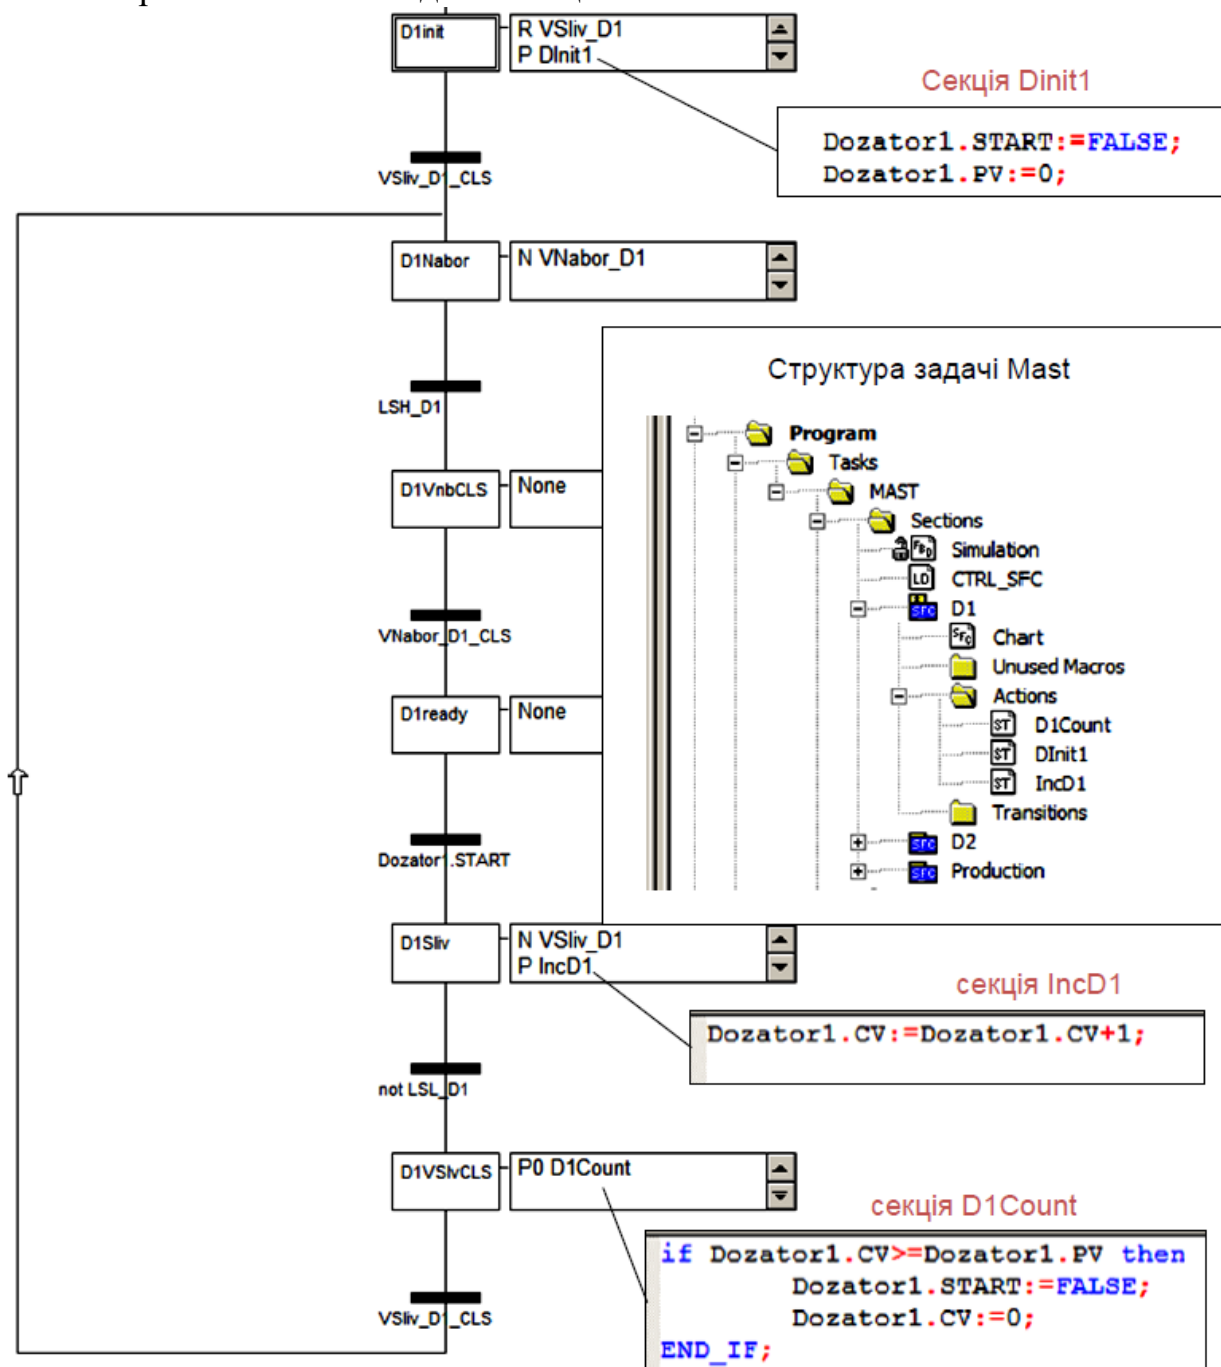 D1init
R VSliv_D1
P DInit1
Секція Dinit1
Dozator1.START:=FALSE;
Dozator1.PV:=0;
VSliv_D1_CLS
D1Nabor
N VNabor_D1
LSH_D1
Структура задачі Mast
Program
Tasks
MAST
Sections
Simulation
CTRL_SFC
D1
Chart
Unused Macros
Actions
D1Count
DInit1
IncD1
Transitions
D2
Production
D1VnbCLS
None
VNabor_D1_CLS
D1ready
None
Dozator1.START
D1Sliv
N VSliv_D1
P IncD1
секція IncD1
Dozator1.CV:=Dozator1.CV+1;
not LSL_D1
D1VSlvCLS
P0 D1Count
секція D1Count
if Dozator1.CV>=Dozator1.PV then
Dozator1.START:=FALSE;
Dozator1.CV:=0;
END_IF;
VSliv_D1_CLS